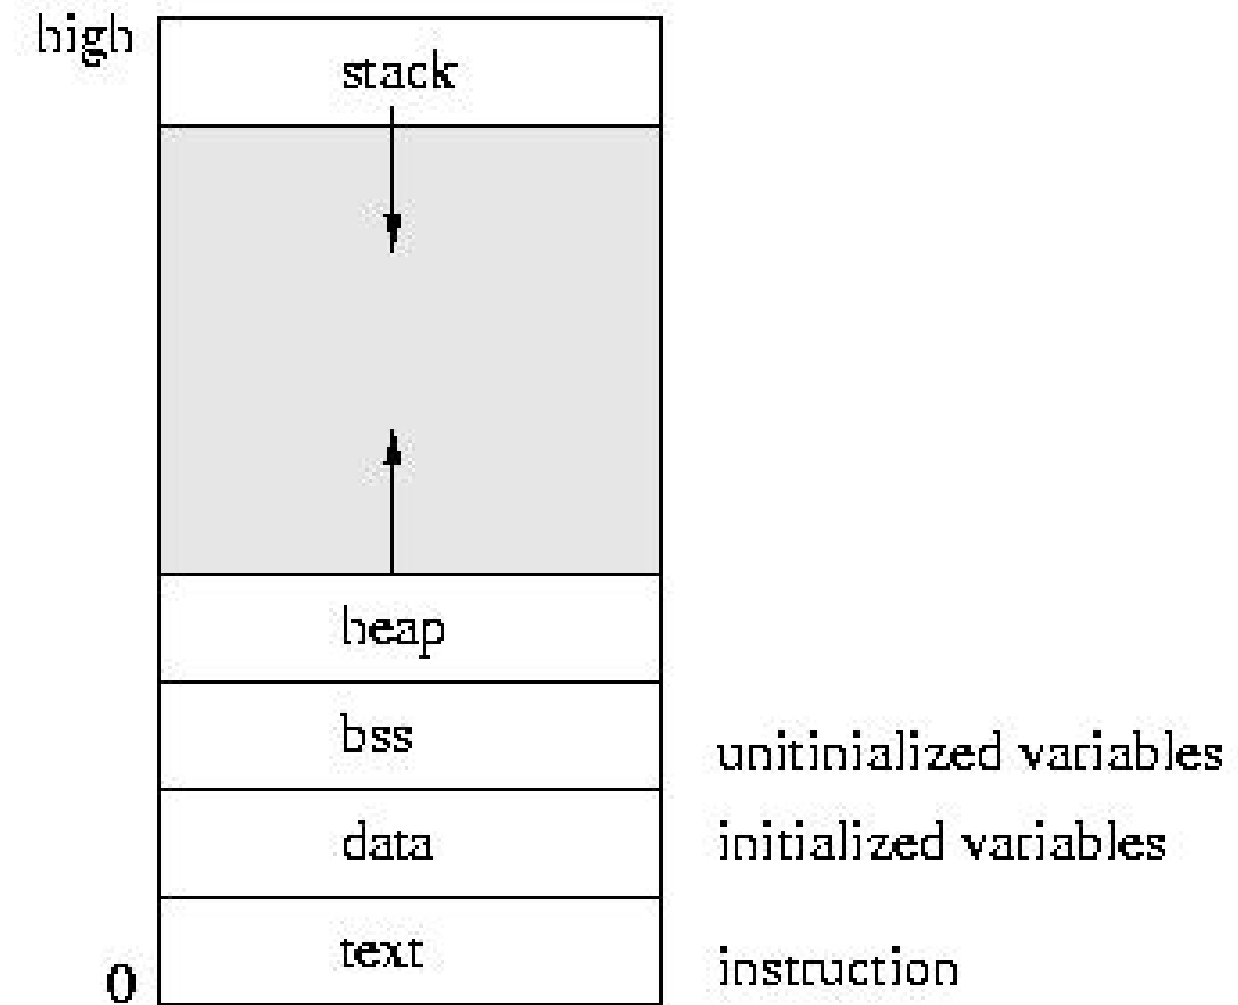 high
stack
heap
bss
unitinialized variables
data
initialized variables
text
0
instruction